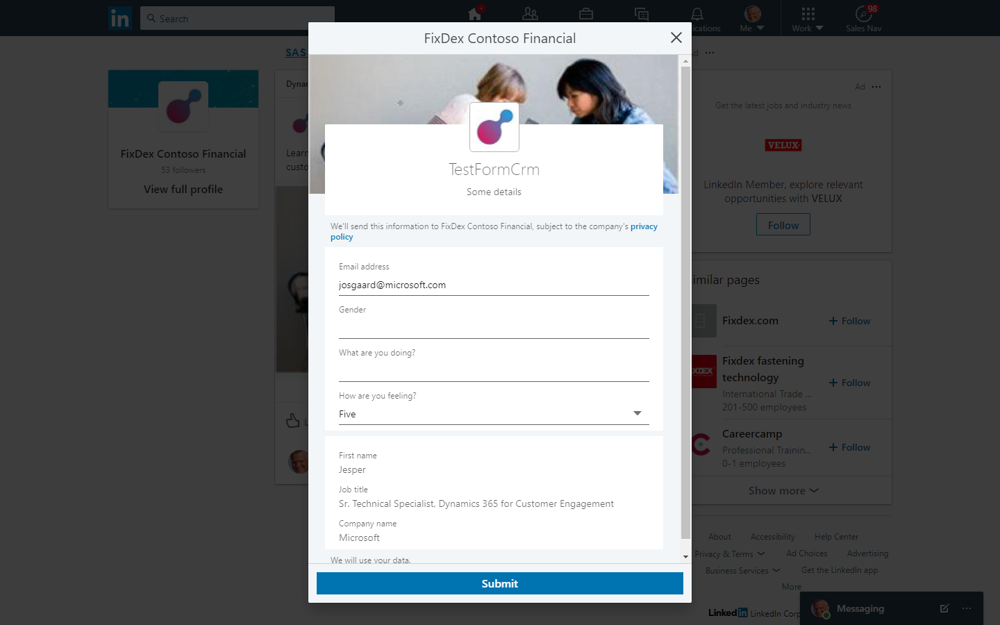 in
Search
98
ications
Me
Work
Sales Nav
FixDex Contoso Financial
SAS
Ad
FixDex Contoso Financial
53 followers
View full profile
Learn
custo
TestFormCrm
Some details
We'll send this information to FixDex Contoso Financial, subject to the company's privacy
policy
Email address
josgaard@microsoft.com
Gender
What are you doing?
How are you feeling?
Five
First name
Jesper
Job title
Sr. Technical Specialist, Dynamics 365 for Customer Engagement
Company name
Microsoft
We will use your data.
Submit
Ad
Get the latest jobs and industry news
VELUX
LinkedIn Member, explore relevant
opportunities with VELUX
Follow
imilar pages
Fixdex.com
+ Follow
Fixdex fastening
technology
International Trade ...
201-500 employees
+ Follow
Careercamp
Professional Trainin...
0-1 employees
+ Follow
Show more
About Accessibility Help Center
Privacy & Terms Ad Choices Advertising
Business Services Get the LinkedIn app
More
LinkedIn LinkedIn Corp
Messaging